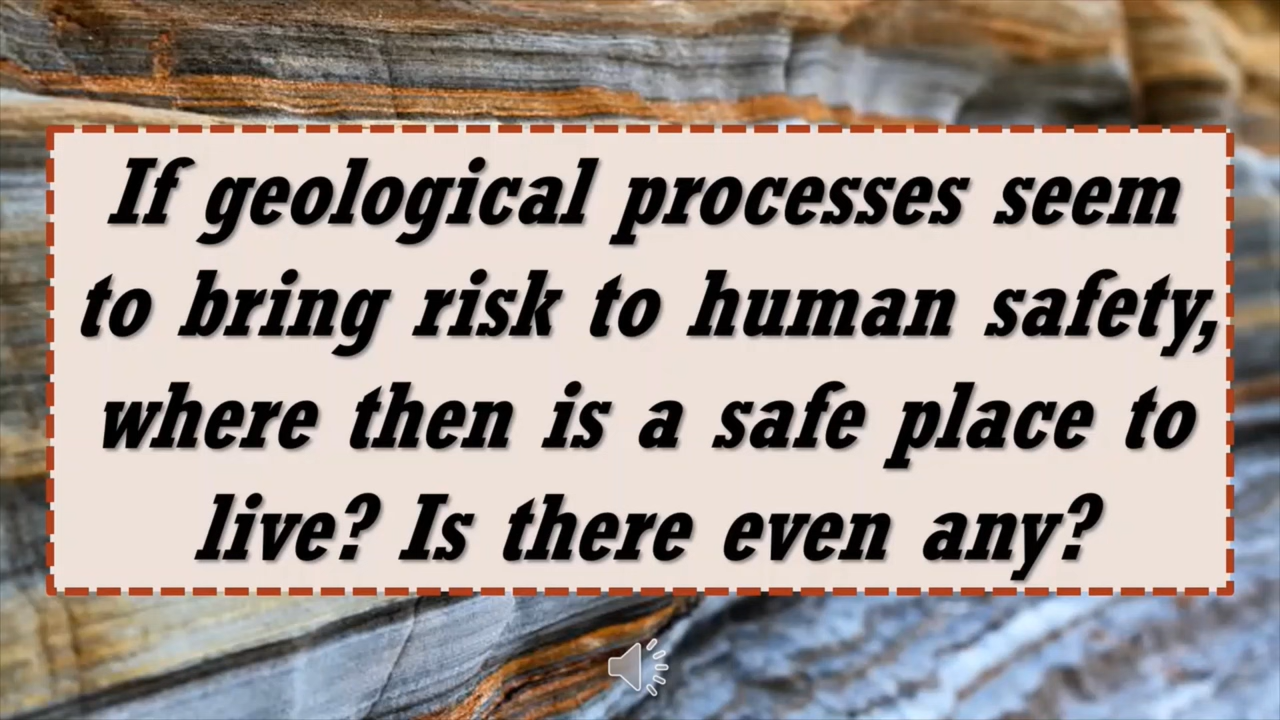 If geological processes seem
to bring risk to human safety,
where then is a safe place to
live? Is there even any?